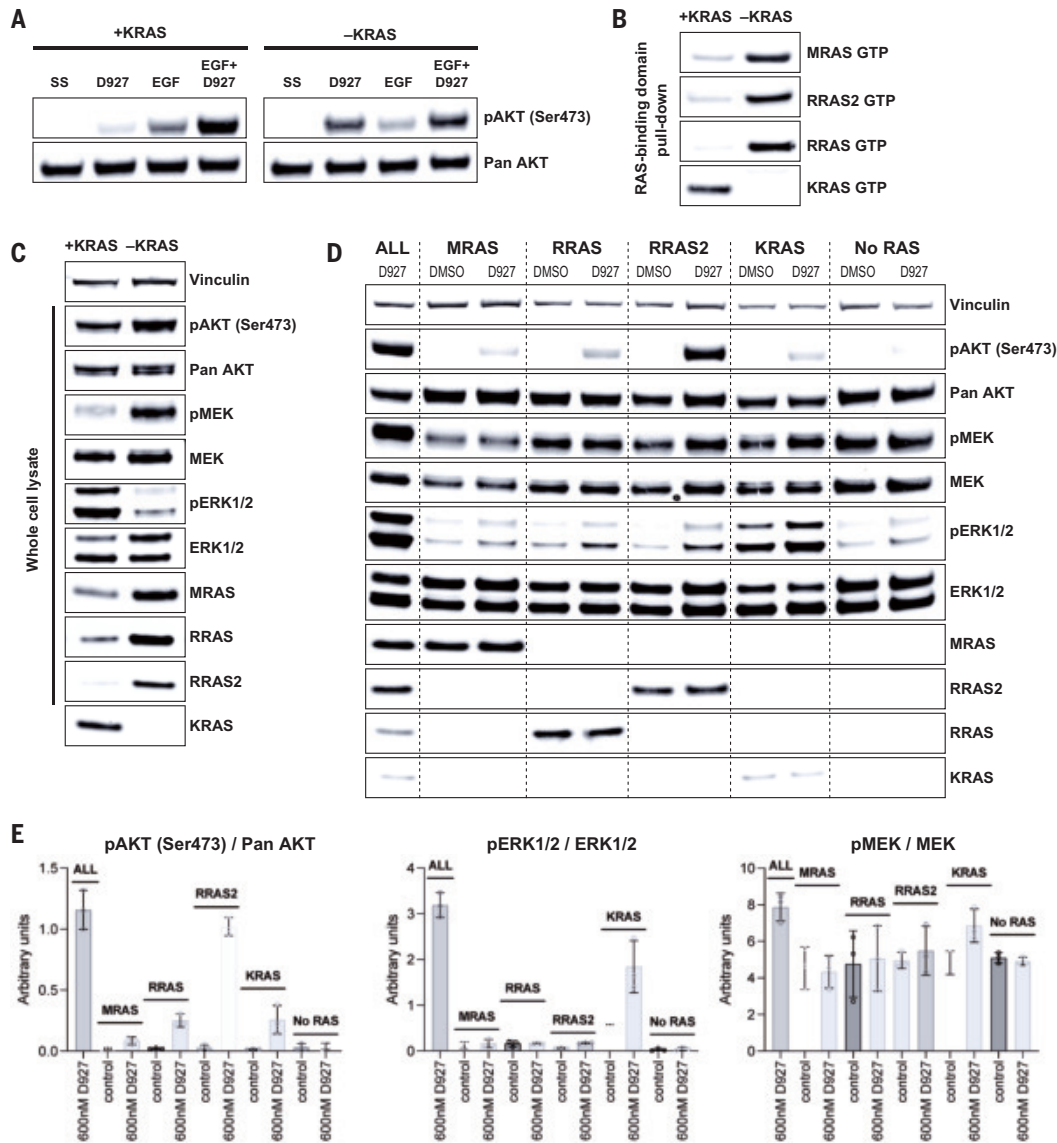 A
+KRAS
–KRAS
SS D927 EGF EGF+
D927
SS D927 EGF EGF+
D927
pAKT (Ser473)
Pan AKT
B
+KRAS –KRAS
RAS-binding domain
pull-down
MRAS GTP
RRAS2 GTP
RRAS GTP
KRAS GTP
C
+KRAS –KRAS
Whole cell lysate
Vinculin
pAKT (Ser473)
Pan AKT
pMEK
MEK
pERK1/2
ERK1/2
MRAS
RRAS
RRAS2
KRAS
D
ALL MRAS RRAS RRAS2 KRAS No RAS
D927 DMSO D927 DMSO D927 DMSO D927 DMSO D927 DMSO D927
Vinculin
pAKT (Ser473)
Pan AKT
pMEK
MEK
pERK1/2
ERK1/2
MRAS
RRAS2
RRAS
KRAS
E
pAKT (Ser473) / Pan AKT
Arbitrary units
1.5
1.0
0.5
0.0
ALL
MRAS
RRAS
RRAS2
KRAS
No RAS
600nM D927
control
600nM D927
control
600nM D927
control
600nM D927
control
600nM D927
control
600nM D927
pERK1/2 / ERK1/2
Arbitrary units
4
3
2
1
0
ALL
MRAS
RRAS
RRAS2
KRAS
No RAS
600nM D927
control
600nM D927
control
600nM D927
control
600nM D927
control
600nM D927
control
600nM D927
pMEK / MEK
Arbitrary units
10
8
6
4
2
0
ALL
MRAS
RRAS
RRAS2
KRAS
No RAS
600nM D927
control
600nM D927
control
600nM D927
control
600nM D927
control
600nM D927
control
600nM D927